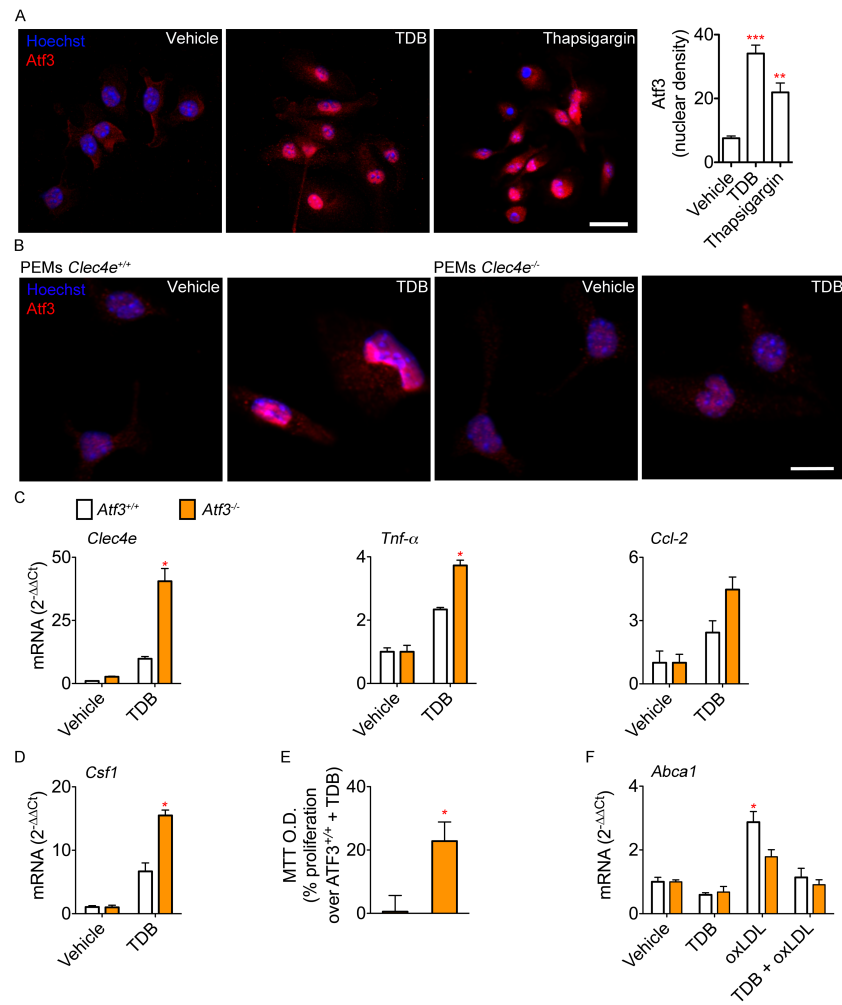 A
Hoechst
Atf3
Vehicle
TDB
Thapsigargin
Atf3
(nuclear density)
40
20
0
***
**
Vehicle
TDB
Thapsigargin
B
PEMs Clec4e+/+
PEMs Clec4e-/-
Hoechst
Atf3
Vehicle
TDB
Vehicle
TDB
C
Atf3+/+
Atf3-/-
Clec4e
mRNA (2-ΔΔCt)
50
25
0
*
Vehicle
TDB
Tnf-α
4
2
0
*
Vehicle
TDB
Ccl-2
6
3
0
Vehicle
TDB
D
Csf1
mRNA (2-ΔΔCt)
20
10
0
*
Vehicle
TDB
E
MTT O.D.
(% proliferation
over ATF3+/+ + TDB)
40
20
0
*
F
Abca1
mRNA (2-ΔΔCt)
4
2
0
*
Vehicle
TDB
oxLDL
TDB + oxLDL